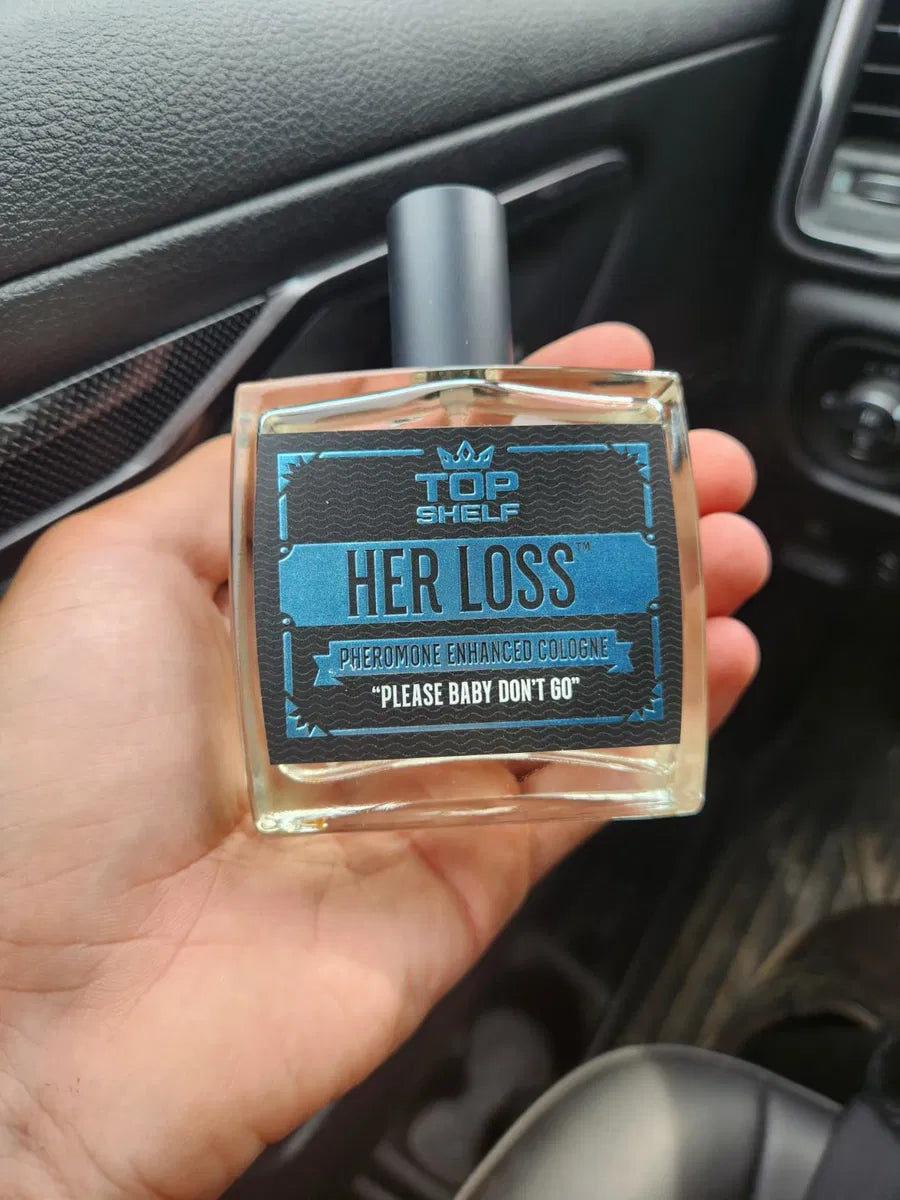 TOP
SHELF
HER LOSS™
PHEROMONE ENHANCED COLOGNE
“PLEASE BABY DON'T GO”